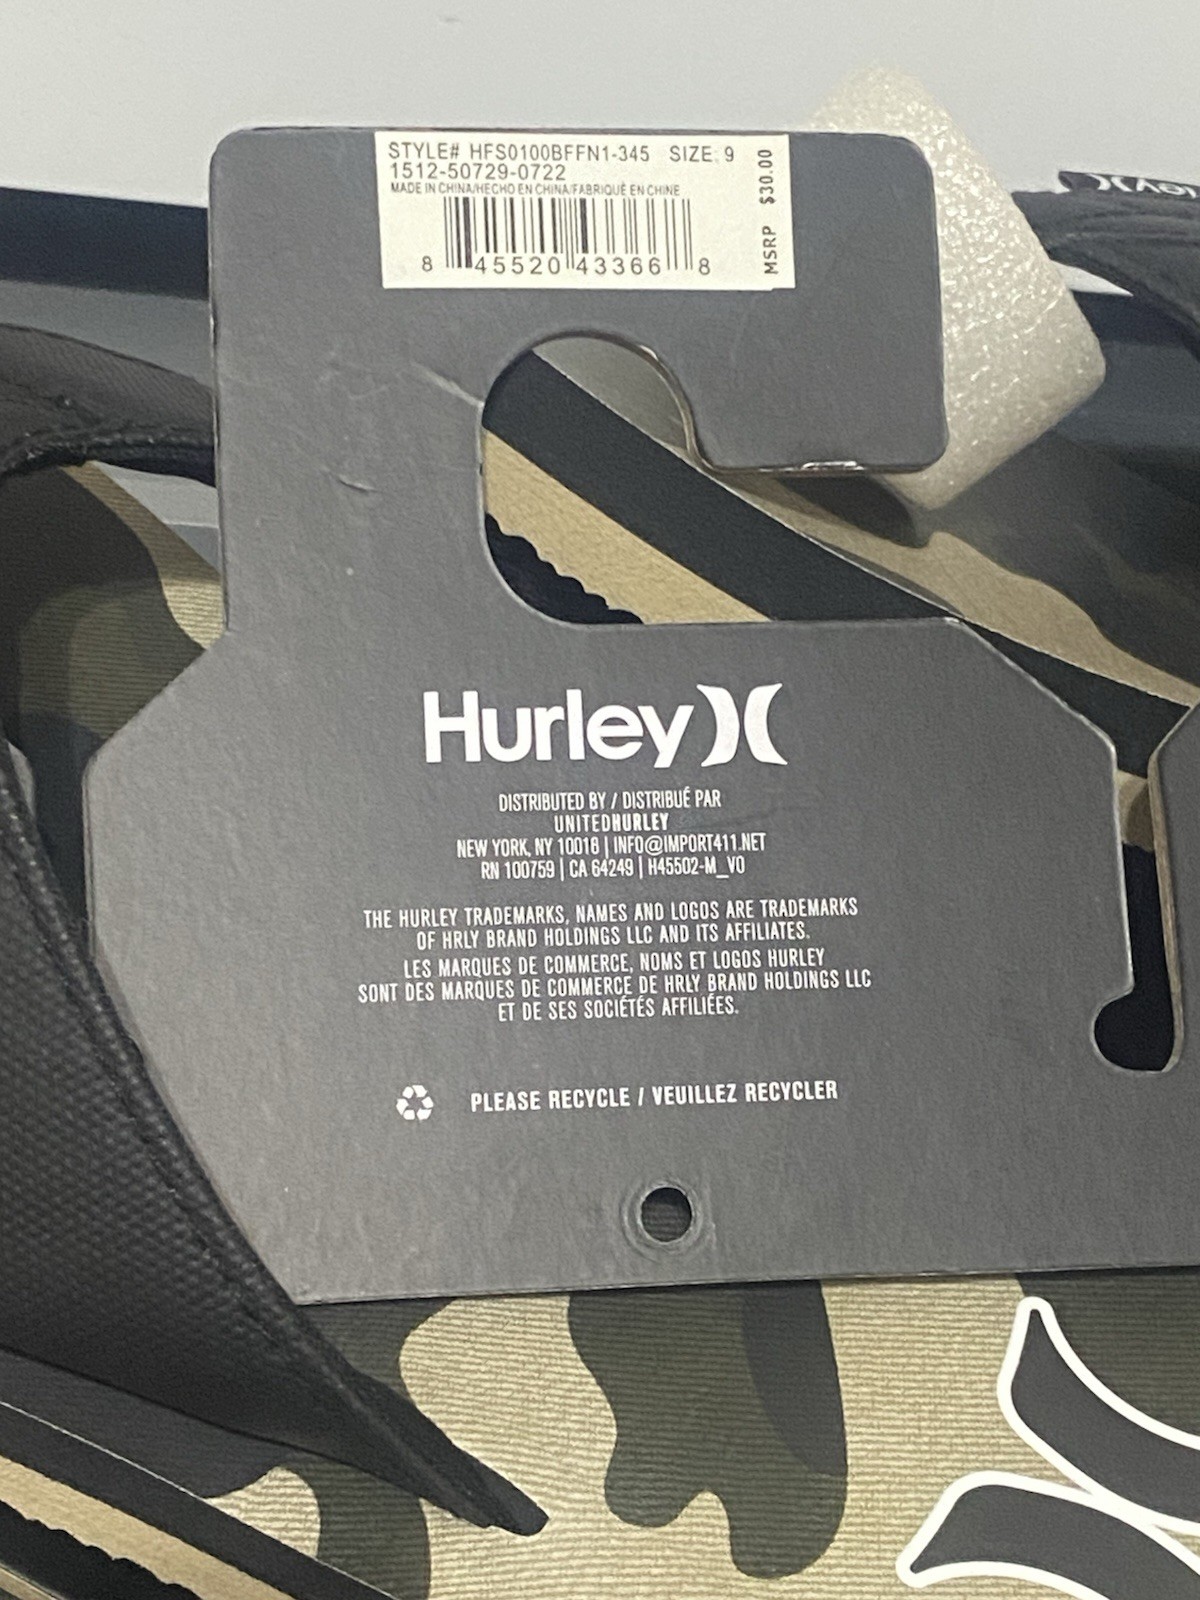 STYLE# HFS0100BFFN1-345 SIZE: 9
1512-50729-0722
MADE IN CHINA/HECHO EN CHINA/FABRIQUÉ EN CHINE
8 45520 43366 8
MSRP $30.00
Hurley
DISTRIBUTED BY / DISTRIBUÉ PAR
UNITEDHURLEY
NEW YORK, NY 10018 | INFO@IMPORT411.NET
RN 100759 | CA 64249 | H45502-M_V0
THE HURLEY TRADEMARKS, NAMES AND LOGOS ARE TRADEMARKS
OF HRLY BRAND HOLDINGS LLC AND ITS AFFILIATES.
LES MARQUES DE COMMERCE, NOMS ET LOGOS HURLEY
SONT DES MARQUES DE COMMERCE DE HRLY BRAND HOLDINGS LLC
ET DE SES SOCIÉTÉS AFFILIÉES.
PLEASE RECYCLE / VEUILLEZ RECYCLER